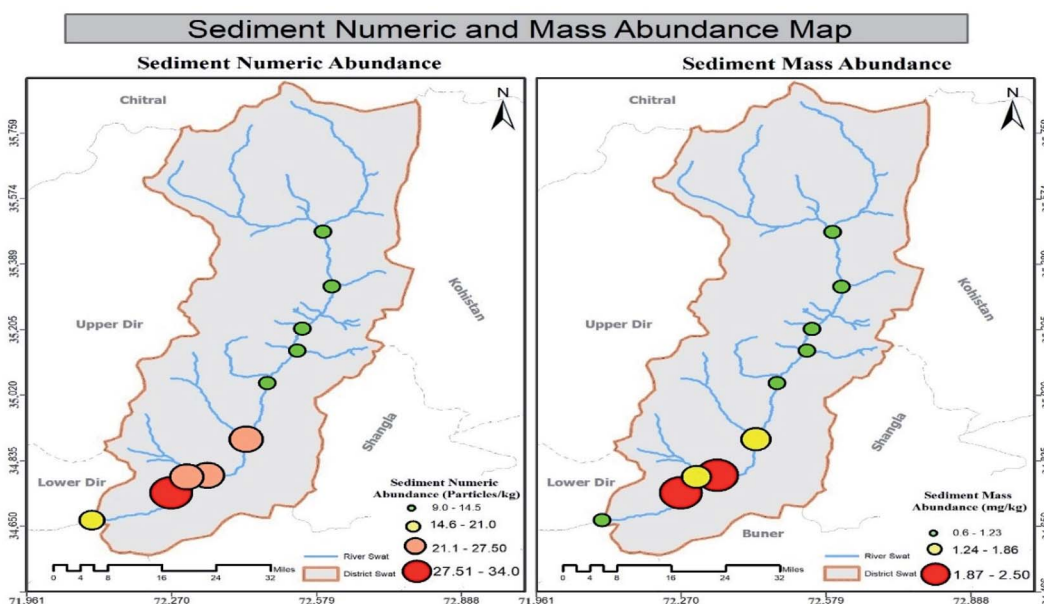 Sediment Numeric and Mass Abundance Map
Sediment Numeric Abundance
N
Chitral
Upper Dir
Kohistan
Shangla
Lower Dir
35.759
35.574
35.389
35.205
35.020
34.835
34.650
Sediment Numeric
Abundance (Particles/kg)
9.0 - 14.5
14.6 - 21.0
21.1 - 27.50
27.51 - 34.0
River Swat
District Swat
Miles
0 4 8 16 24 32
71.961 72.270 72.579 72.888
Sediment Mass Abundance
N
Chitral
Upper Dir
Kohistan
Shangla
Lower Dir
Buner
Sediment Mass
Abundance (mg/kg)
0.6 - 1.23
1.24 - 1.86
1.87 - 2.50
River Swat
District Swat
Miles
0 4 8 16 24 32
71.961 72.270 72.579 72.888